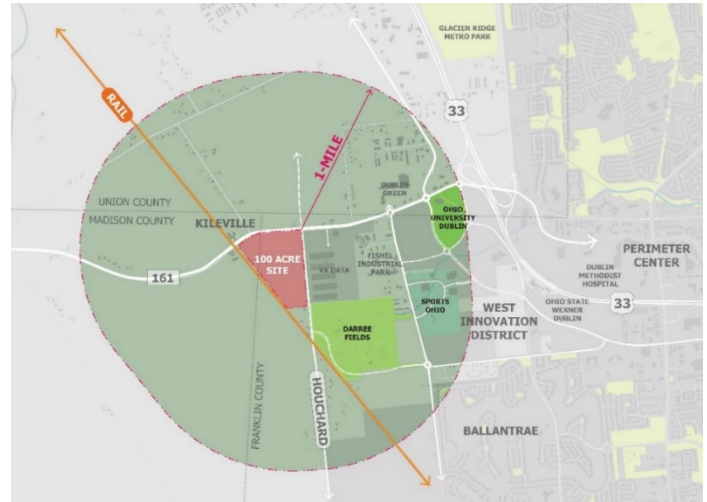 GLACIER RIDGE
METRO PARK
RAIL
33
1-MILE
DUBLIN
GREEN
OHIO
UNIVERSITY
DUBLIN
UNION COUNTY
MADISON COUNTY
KILEVILLE
100 ACRE
SITE
161
VA DATA
FISHEL
INDUSTRIAL
PARK
PERIMETER
CENTER
DUBLIN
METHODIST
HOSPITAL
SPORTS
OHIO
WEST
INNOVATION
DISTRICT
OHIO STATE
WEXNER
DUBLIN
33
DARREE
FIELDS
FRANKLIN COUNTY
HOUCHARD
BALLANTRAE